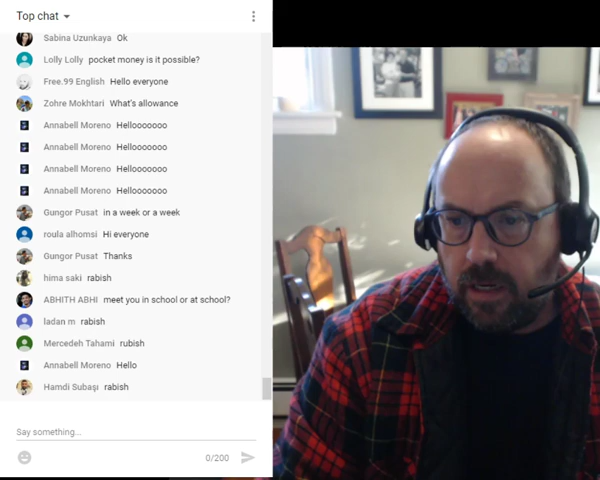 Top chat
Sabina Uzunkaya Ok
Lolly Lolly pocket money is it possible?
Free.99 English Hello everyone
Zohre Mokhtari What's allowance
Annabell Moreno Hellooooooo
Annabell Moreno Hellooooooo
Annabell Moreno Hellooooooo
Annabell Moreno Hellooooooo
Gungor Pusat in a week or a week
roula alhomsi Hi everyone
Gungor Pusat Thanks
hima saki rabish
ABHITH ABHI meet you in school or at school?
ladan m rabish
Mercedeh Tahami rubish
Annabell Moreno Hello
Hamdi Subaşı rabish
Say something...
0/200